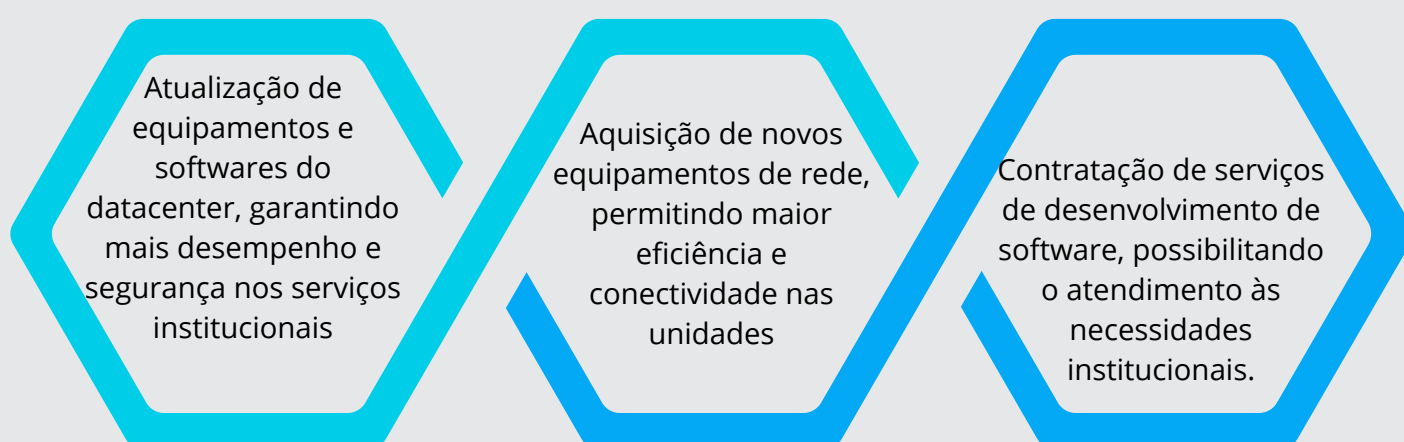 Atualização de
equipamentos e
softwares do
datacenter, garantindo
mais desempenho e
segurança nos serviços
institucionais
Aquisição de novos
equipamentos de rede,
permitindo maior
eficiência e
conectividade nas
unidades
Contratação de serviços
de desenvolvimento de
software, possibilitando
o atendimento às
necessidades
institucionais.